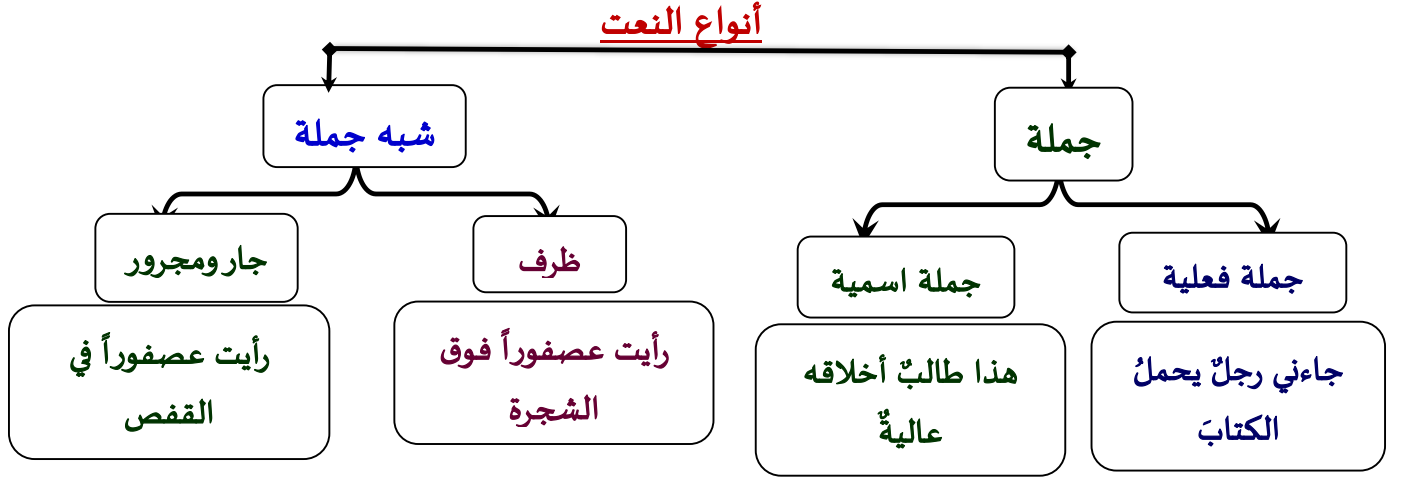 أنواع النعت
جملة
شبه جملة
جملة فعلية
جملة اسمية
ظرف
جار ومجرور
جاءني رجلٌ يحملُ
الكتابَ
هذا طالبٌ أخلاقه
عاليةٌ
رأيت عصفوراً فوق
الشجرة
رأيت عصفوراً في
القفص